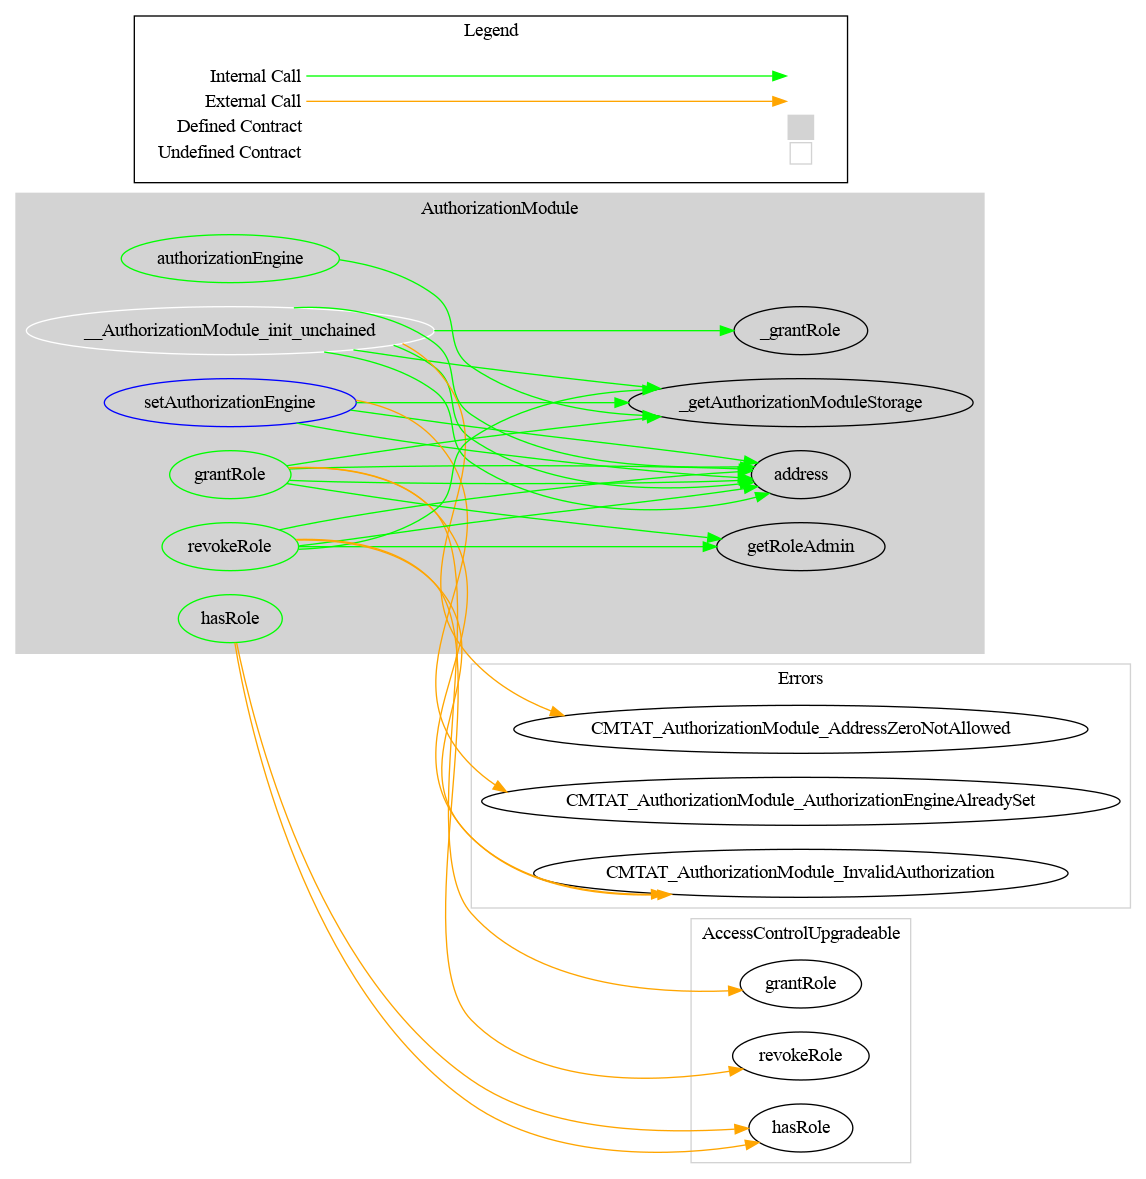 Legend
Internal Call
External Call
Defined Contract
Undefined Contract
AuthorizationModule
authorizationEngine
__AuthorizationModule_init_unchained
_grantRole
setAuthorizationEngine
_getAuthorizationModuleStorage
grantRole
address
revokeRole
getRoleAdmin
hasRole
Errors
CMTAT_AuthorizationModule_AddressZeroNotAllowed
CMTAT_AuthorizationModule_AuthorizationEngineAlreadySet
CMTAT_AuthorizationModule_InvalidAuthorization
AccessControlUpgradeable
grantRole
revokeRole
hasRole